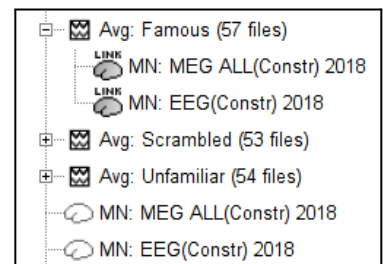 Avg: Famous (57 files)
LINK MN: MEG ALL(Constr) 2018
LINK MN: EEG(Constr) 2018
Avg: Scrambled (53 files)
Avg: Unfamiliar (54 files)
MN: MEG ALL(Constr) 2018
MN: EEG(Constr) 2018